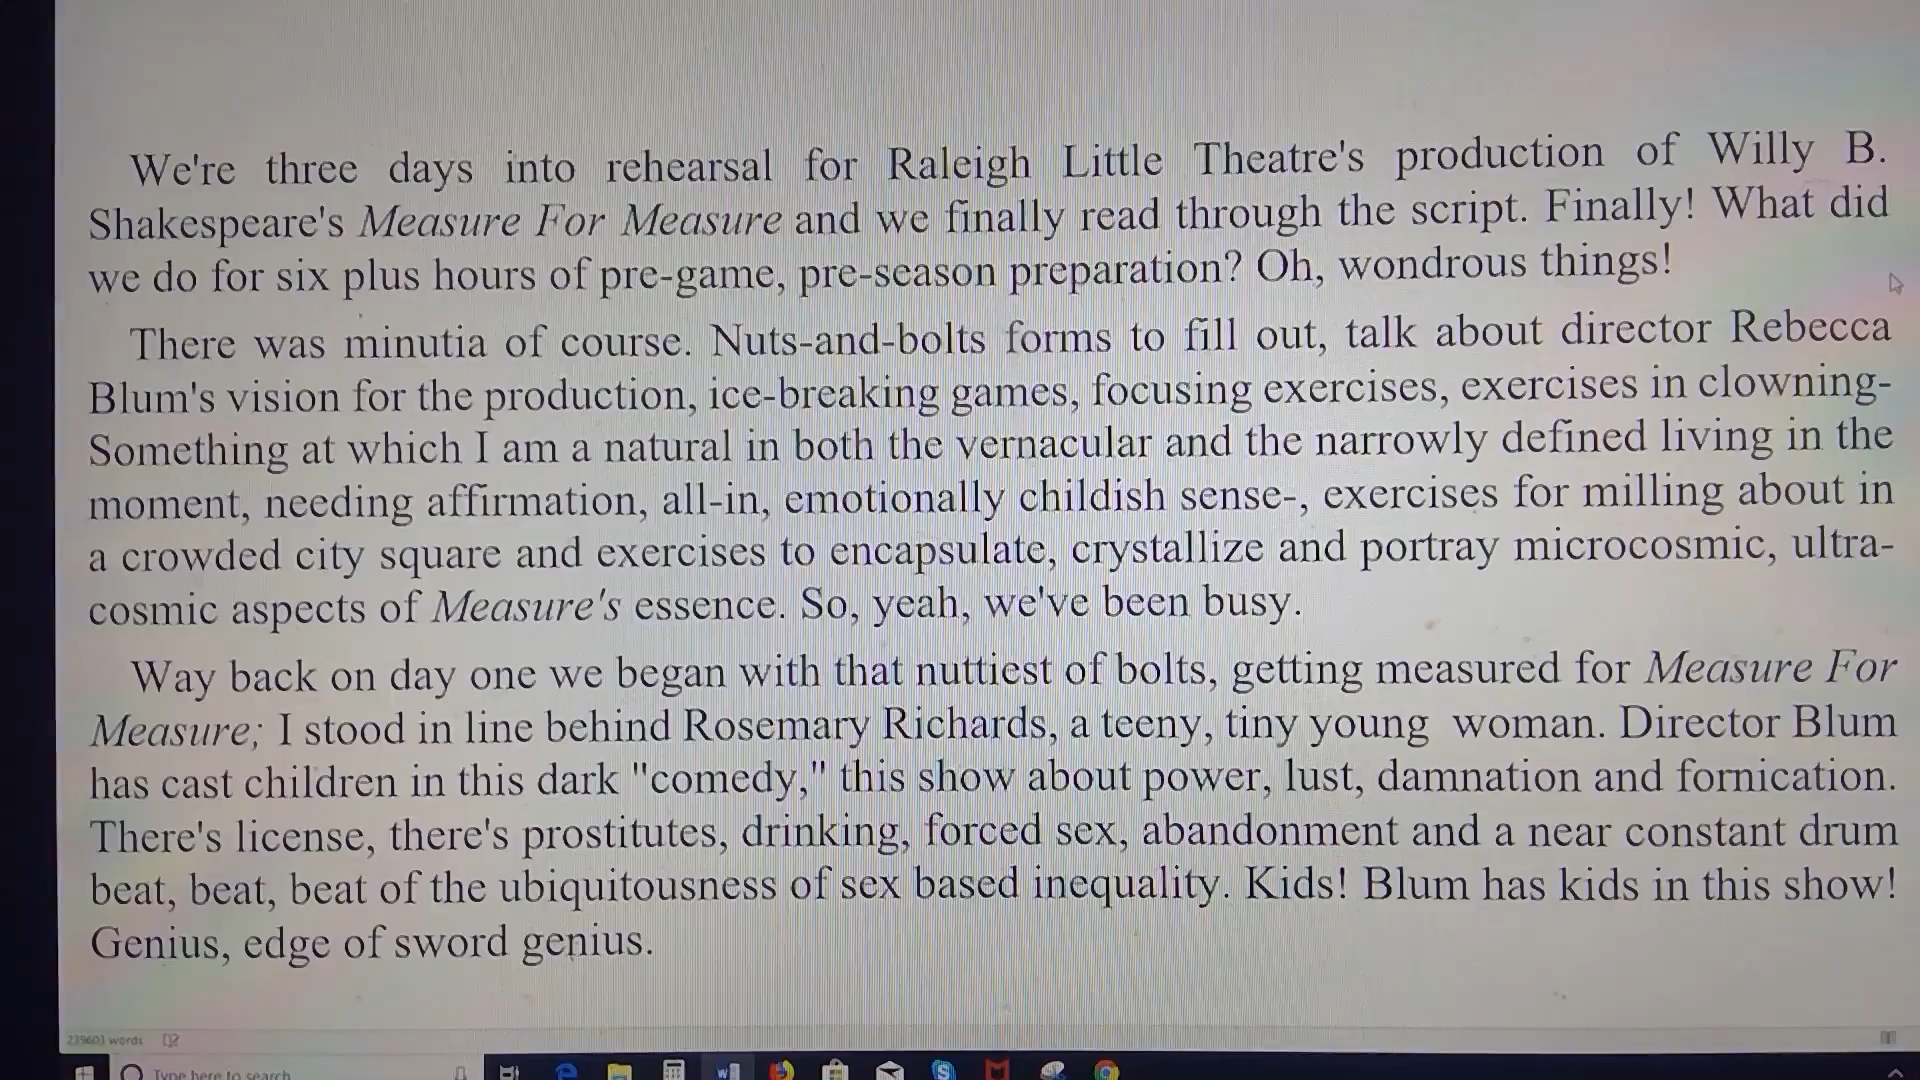 We're three days into rehearsal for Raleigh Little Theatre's production of Willy B.
Shakespeare's Measure For Measure and we finally read through the script. Finally! What did
we do for six plus hours of pre-game, pre-season preparation? Oh, wondrous things!
There was minutia of course. Nuts-and-bolts forms to fill out, talk about director Rebecca
Blum's vision for the production, ice-breaking games, focusing exercises, exercises in clowning-
Something at which I am a natural in both the vernacular and the narrowly defined living in the
moment, needing affirmation, all-in, emotionally childish sense-, exercises for milling about in
a crowded city square and exercises to encapsulate, crystallize and portray microcosmic, ultra-
cosmic aspects of Measure's essence. So, yeah, we've been busy.
Way back on day one we began with that nuttiest of bolts, getting measured for Measure For
Measure; I stood in line behind Rosemary Richards, a teeny, tiny young woman. Director Blum
has cast children in this dark "comedy," this show about power, lust, damnation and fornication.
There's license, there's prostitutes, drinking, forced sex, abandonment and a near constant drum
beat, beat, beat of the ubiquitousness of sex based inequality. Kids! Blum has kids in this show!
Genius, edge of sword genius.
words
Type here to search